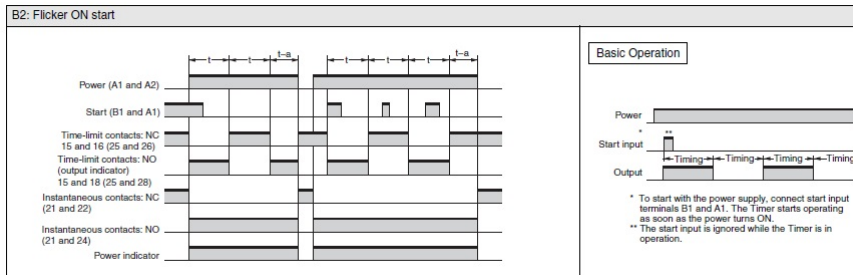 B2: Flicker ON start
t
t
t–a
t
t
t
t–a
Power (A1 and A2)
Start (B1 and A1)
Time-limit contacts: NC
15 and 16 (25 and 26)
Time-limit contacts: NO
(output indicator)
15 and 18 (25 and 28)
Instantaneous contacts: NC
(21 and 22)
Instantaneous contacts: NO
(21 and 24)
Power indicator
Basic Operation
Power
*
**
Start input
Timing
Timing
Timing
Timing
Output
* To start with the power supply, connect start input
terminals B1 and A1. The Timer starts operating
as soon as the power turns ON.
** The start input is ignored while the Timer is in
operation.